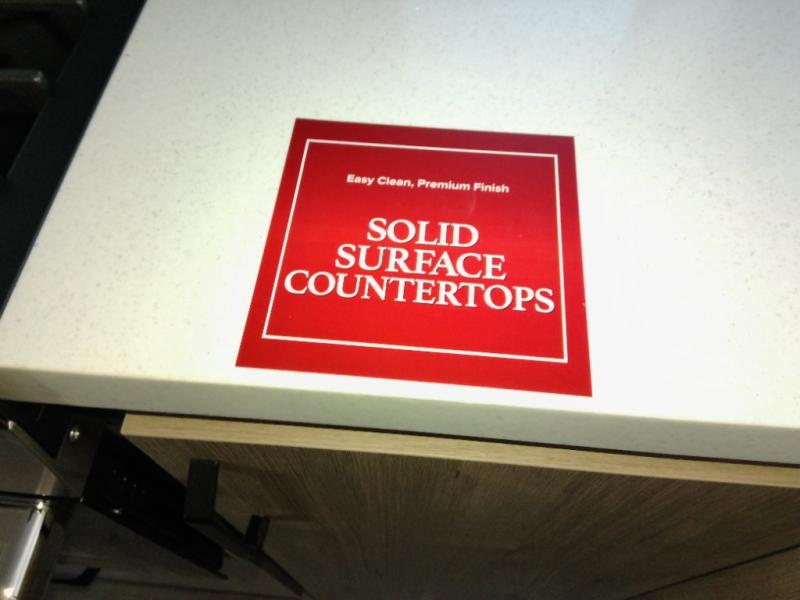 Easy Clean, Premium Finish
SOLID
SURFACE
COUNTERTOPS